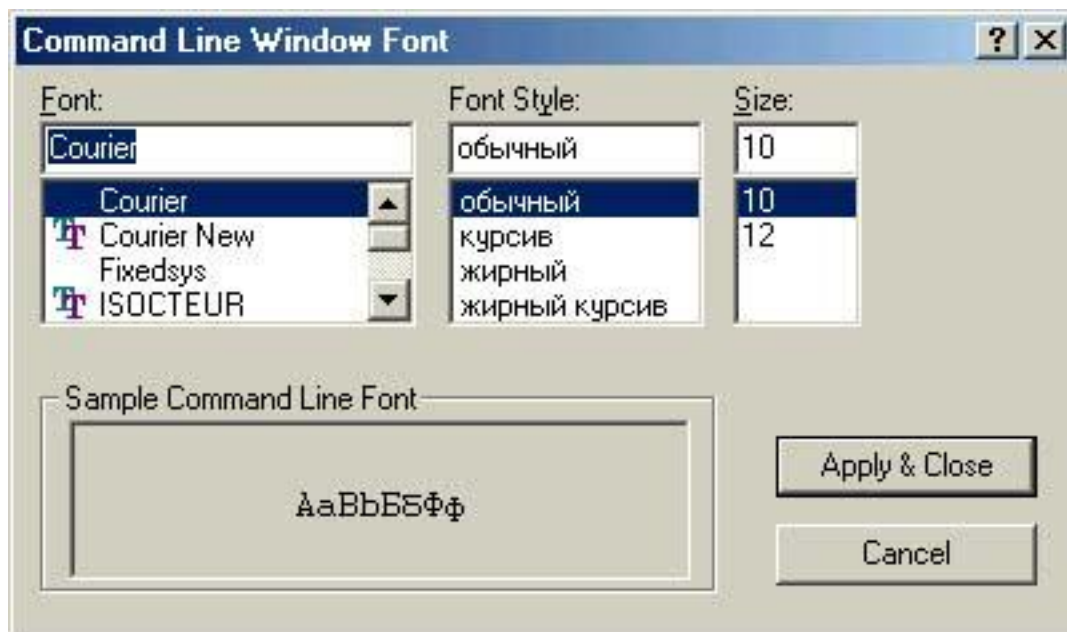 Command Line Window Font
Font:
Courier
Courier
Courier New
Fixedsys
ISOCTEUR
Font Style:
обычный
обычный
курсив
жирный
жирный курсив
Size:
10
10
12
Sample Command Line Font
АаВbБбФф
Apply & Close
Cancel